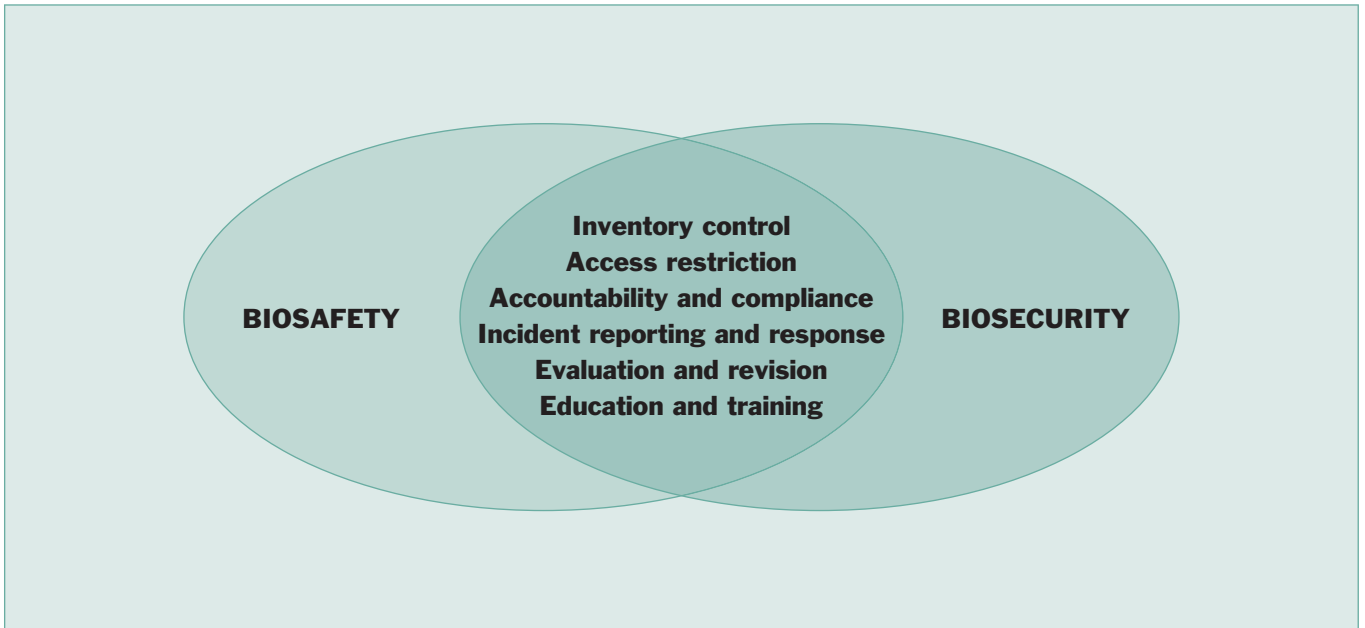 BIOSAFETY
Inventory control
Access restriction
Accountability and compliance
Incident reporting and response
Evaluation and revision
Education and training
BIOSECURITY